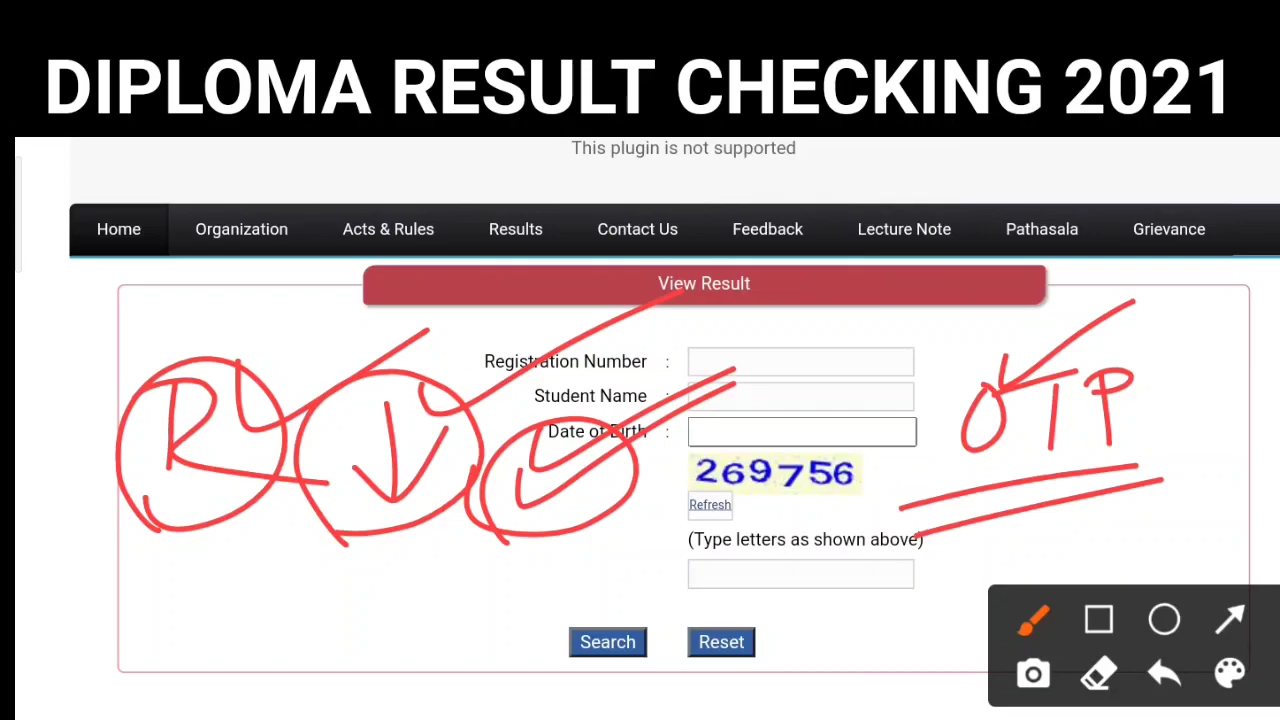 DIPLOMA RESULT CHECKING 2021
This plugin is not supported
Home Organization Acts & Rules Results Contact Us Feedback Lecture Note Pathasala Grievance
View Result
Registration Number :
Student Name :
Date of Birth :
R
OTP
269756
Refresh
(Type letters as shown above)
Search Reset